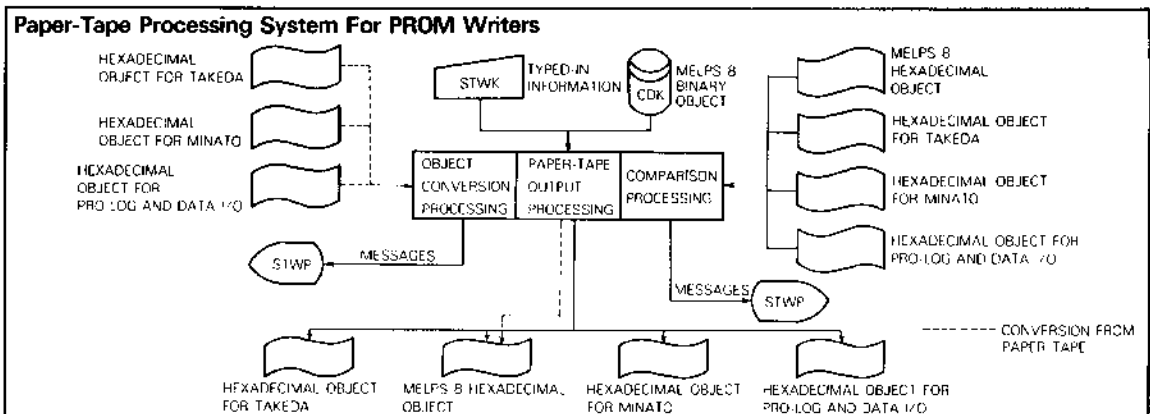 Paper-Tape Processing System For PROM Writers
HEXADECIMAL
OBJECT FOR TAKEDA
HEXADECIMAL
OBJECT FOR MINATO
HEXADECIMAL
OBJECT FOR
PRO-LOG AND DATA I/O
STWK
TYPED-IN
INFORMATION
CDK
MELPS 8
BINARY
OBJECT
MELPS 8
HEXADECIMAL
OBJECT
HEXADECIMAL OBJECT
FOR TAKEDA
HEXADECIMAL OBJECT
FOR MINATO
HEXADECIMAL OBJECT FOR
PRO-LOG AND DATA I/O
OBJECT
CONVERSION
PROCESSING
PAPER-TAPE
OUTPUT
PROCESSING
COMPARISON
PROCESSING
STWP
MESSAGES
MESSAGES
STWP
CONVERSION FROM
PAPER TAPE
HEXADECIMAL OBJECT
FOR TAKEDA
MELPS 8 HEXADECIMAL
OBJECT
HEXADECIMAL OBJECT
FOR MINATO
HEXADECIMAL OBJECT FOR
PRO-LOG AND DATA I/O